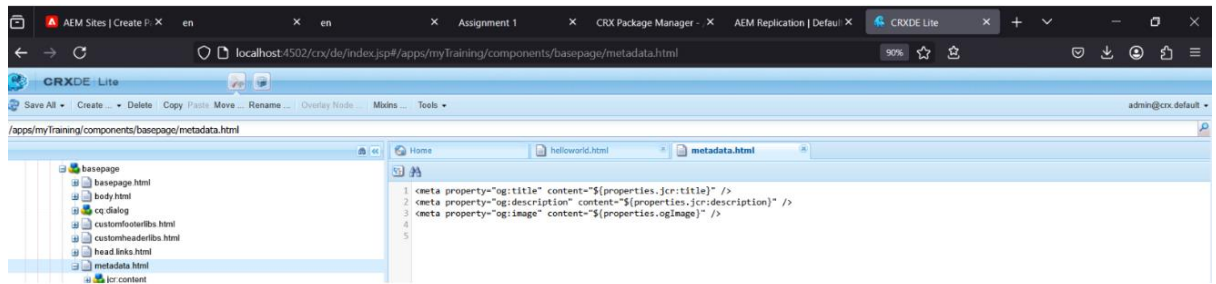 AEM Sites | Create Pa
en
en
Assignment 1
CRX Package Manager - .
AEM Replication | Default
CRXDE Lite
localhost:4502/crx/de/index.jsp#/apps/myTraining/components/basepage/metadata.html
90%
CRXDE Lite
Save All Create ... Delete Copy Paste Move ... Rename ... Overlay Node ... Mixins ... Tools
admin@crx.default
/apps/myTraining/components/basepage/metadata.html
Home
helloworld.html
metadata.html
basepage
basepage.html
body.html
cq:dialog
customfooterlibs.html
customheaderlibs.html
head.links.html
metadata.html
jcr:content
1 <meta property="og:title" content="${properties.jcr:title}" />
2 <meta property="og:description" content="${properties.jcr:description}" />
3 <meta property="og:image" content="${properties.ogImage}" />
4
5